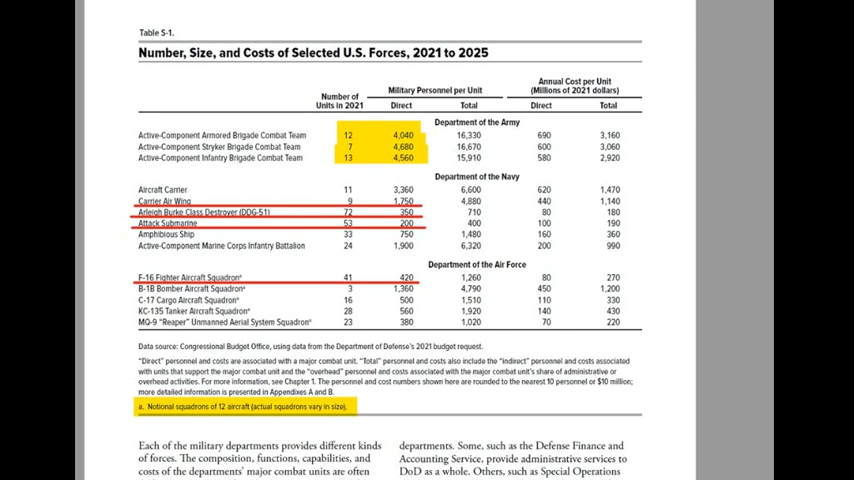 Table S-1.
Number, Size, and Costs of Selected U.S. Forces, 2021 to 2025
Annual Cost per Unit
Number of Military Personnel per Unit (Millions of 2021 dollars)
Units in 2021 Direct Total Direct Total
Department of the Army
Active-Component Armored Brigade Combat Team 12 4,040 16,330 690 3,160
Active-Component Stryker Brigade Combat Team 7 4,680 16,670 600 3,060
Active-Component Infantry Brigade Combat Team 13 4,560 15,910 580 2,920
Department of the Navy
Aircraft Carrier 11 3,360 6,600 620 1,470
Carrier Air Wing 9 1,750 4,880 440 1,140
Arleigh Burke Class Destroyer (DDG-51) 72 350 710 80 180
Attack Submarine 53 200 400 100 190
Amphibious Ship 33 750 1,480 160 360
Active-Component Marine Corps Infantry Battalion 24 1,900 6,320 200 990
Department of the Air Force
F-16 Fighter Aircraft Squadronᵃ 41 420 1,260 80 270
B-1B Bomber Aircraft Squadronᵃ 3 1,360 4,790 450 1,200
C-17 Cargo Aircraft Squadronᵃ 16 500 1,510 110 330
KC-135 Tanker Aircraft Squadronᵃ 28 560 1,920 140 430
MQ-9 "Reaper" Unmanned Aerial System Squadronᵃ 23 380 1,020 70 220
Data source: Congressional Budget Office, using data from the Department of Defense's 2021 budget request.
"Direct" personnel and costs are associated with a major combat unit. "Total" personnel and costs also include the "indirect" personnel and costs associated
with units that support the major combat unit and the "overhead" personnel and costs associated with the major combat unit's share of administrative or
overhead activities. For more information, see Chapter 1. The personnel and cost numbers shown here are rounded to the nearest 10 personnel or $10 million;
more detailed information is presented in Appendixes A and B.
a. Notional squadrons of 12 aircraft (actual squadrons vary in size).
Each of the military departments provides different kinds
of forces. The composition, functions, capabilities, and
costs of the departments' major combat units are often
departments. Some, such as the Defense Finance and
Accounting Service, provide administrative services to
DoD as a whole. Others, such as Special Operations